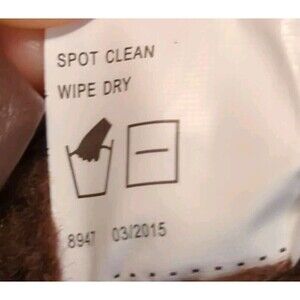 SPOT CLEAN
WIPE DRY
8947 03/2015